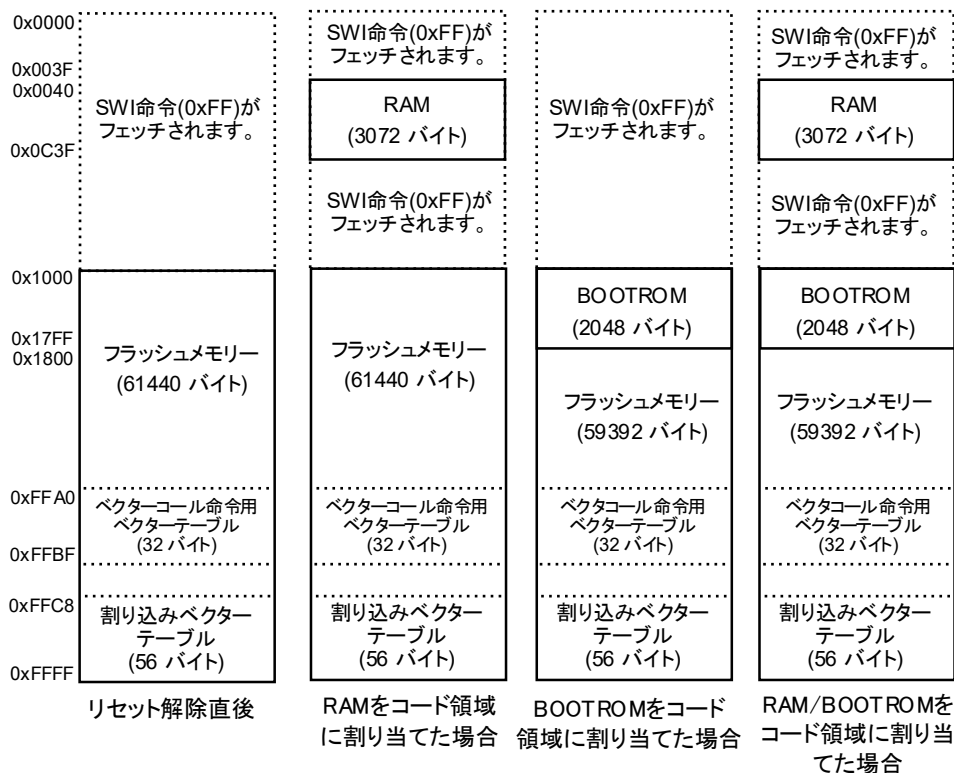 0x0000
0x003F
0x0040
0x0C3F
0x1000
0x17FF
0x1800
0xFFA0
0xFFBF
0xFFC8
0xFFFF
SWI命令(0xFF)が
フェッチされます。
フラッシュメモリー
(61440 バイト)
ベクターコール命令用
ベクターテーブル
(32 バイト)
割り込みベクター
テーブル
(56 バイト)
リセット解除直後
SWI命令(0xFF)が
フェッチされます。
RAM
(3072 バイト)
SWI命令(0xFF)が
フェッチされます。
フラッシュメモリー
(61440 バイト)
ベクターコール命令用
ベクターテーブル
(32 バイト)
割り込みベクター
テーブル
(56 バイト)
RAMをコード領域
に割り当てた場合
SWI命令(0xFF)が
フェッチされます。
BOOTROM
(2048 バイト)
フラッシュメモリー
(59392 バイト)
ベクタコール命令用
ベクターテーブル
(32 バイト)
割り込みベクター
テーブル
(56 バイト)
BOOTROMをコード
領域に割り当てた場合
SWI命令(0xFF)が
フェッチされます。
RAM
(3072 バイト)
SWI命令(0xFF)が
フェッチされます。
BOOTROM
(2048 バイト)
フラッシュメモリー
(59392 バイト)
ベクタコール命令用
ベクターテーブル
(32 バイト)
割り込みベクター
テーブル
(56 バイト)
RAM/BOOTROMを
コード領域に割り当
てた場合